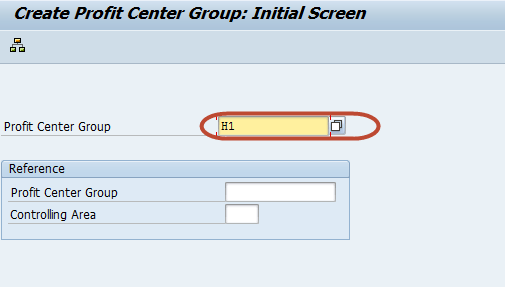 Create Profit Center Group: Initial Screen
Profit Center Group H1
Reference
Profit Center Group
Controlling Area